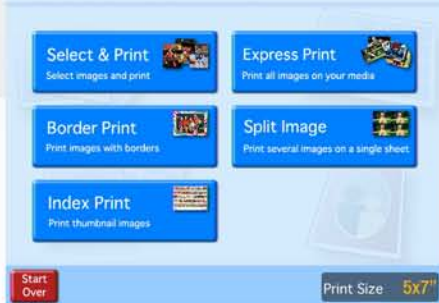 Select & Print
Select images and print
Express Print
Print all images on your media
Border Print
Print images with borders
Split Image
Print several images on a single sheet
Index Print
Print thumbnail images
Start
Over
Print Size 5x7"